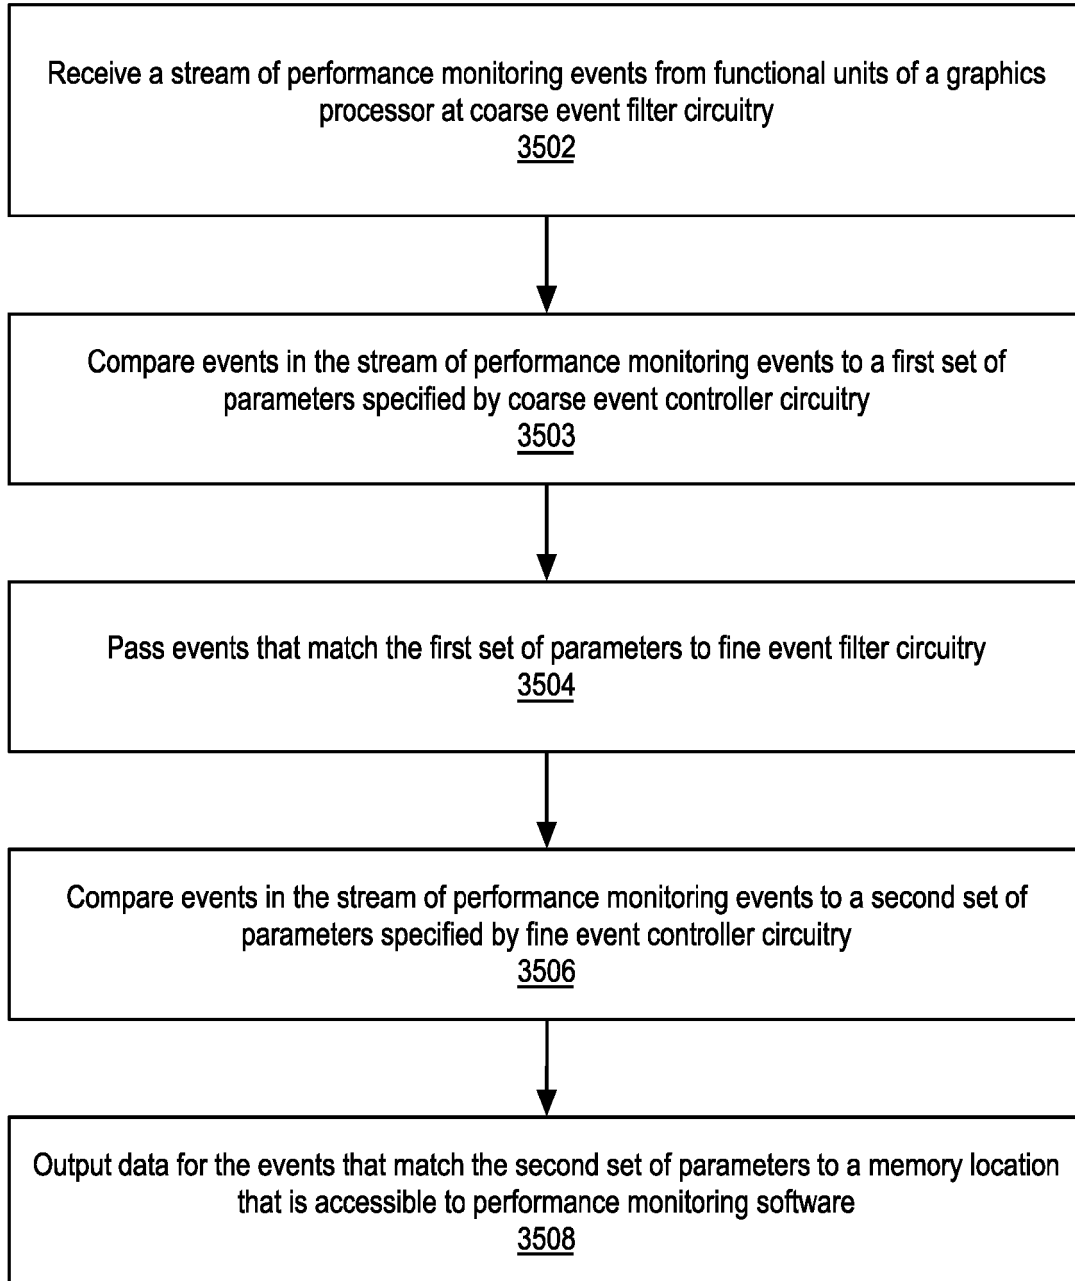 Receive a stream of performance monitoring events from functional units of a graphics
processor at coarse event filter circuitry
3502
Compare events in the stream of performance monitoring events to a first set of
parameters specified by coarse event controller circuitry
3503
Pass events that match the first set of parameters to fine event filter circuitry
3504
Compare events in the stream of performance monitoring events to a second set of
parameters specified by fine event controller circuitry
3506
Output data for the events that match the second set of parameters to a memory location
that is accessible to performance monitoring software
3508